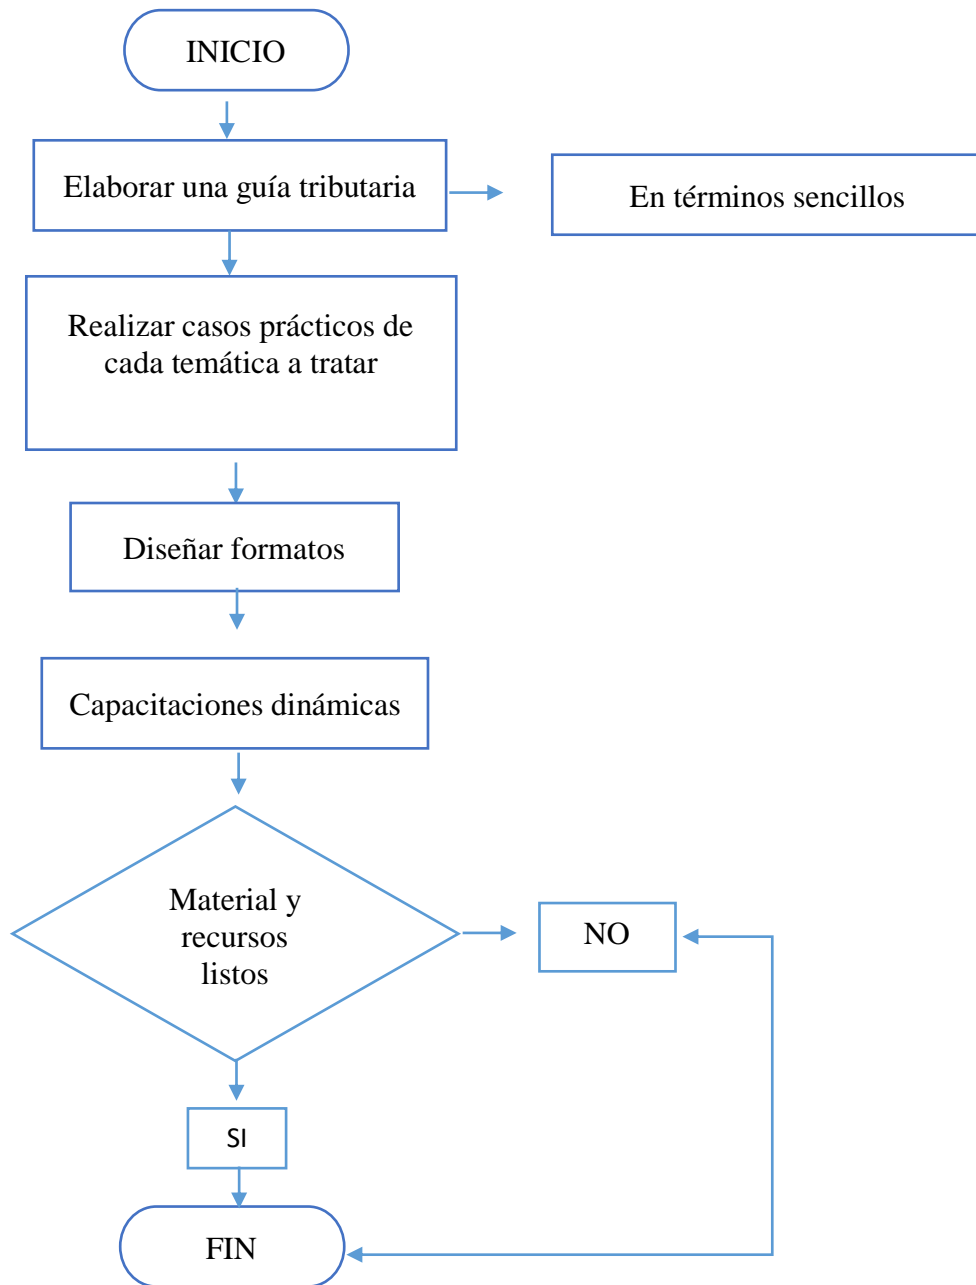 INICIO
Elaborar una guía tributaria
En términos sencillos
Realizar casos prácticos de
cada temática a tratar
Diseñar formatos
Capacitaciones dinámicas
Material y
recursos
listos
NO
SI
FIN